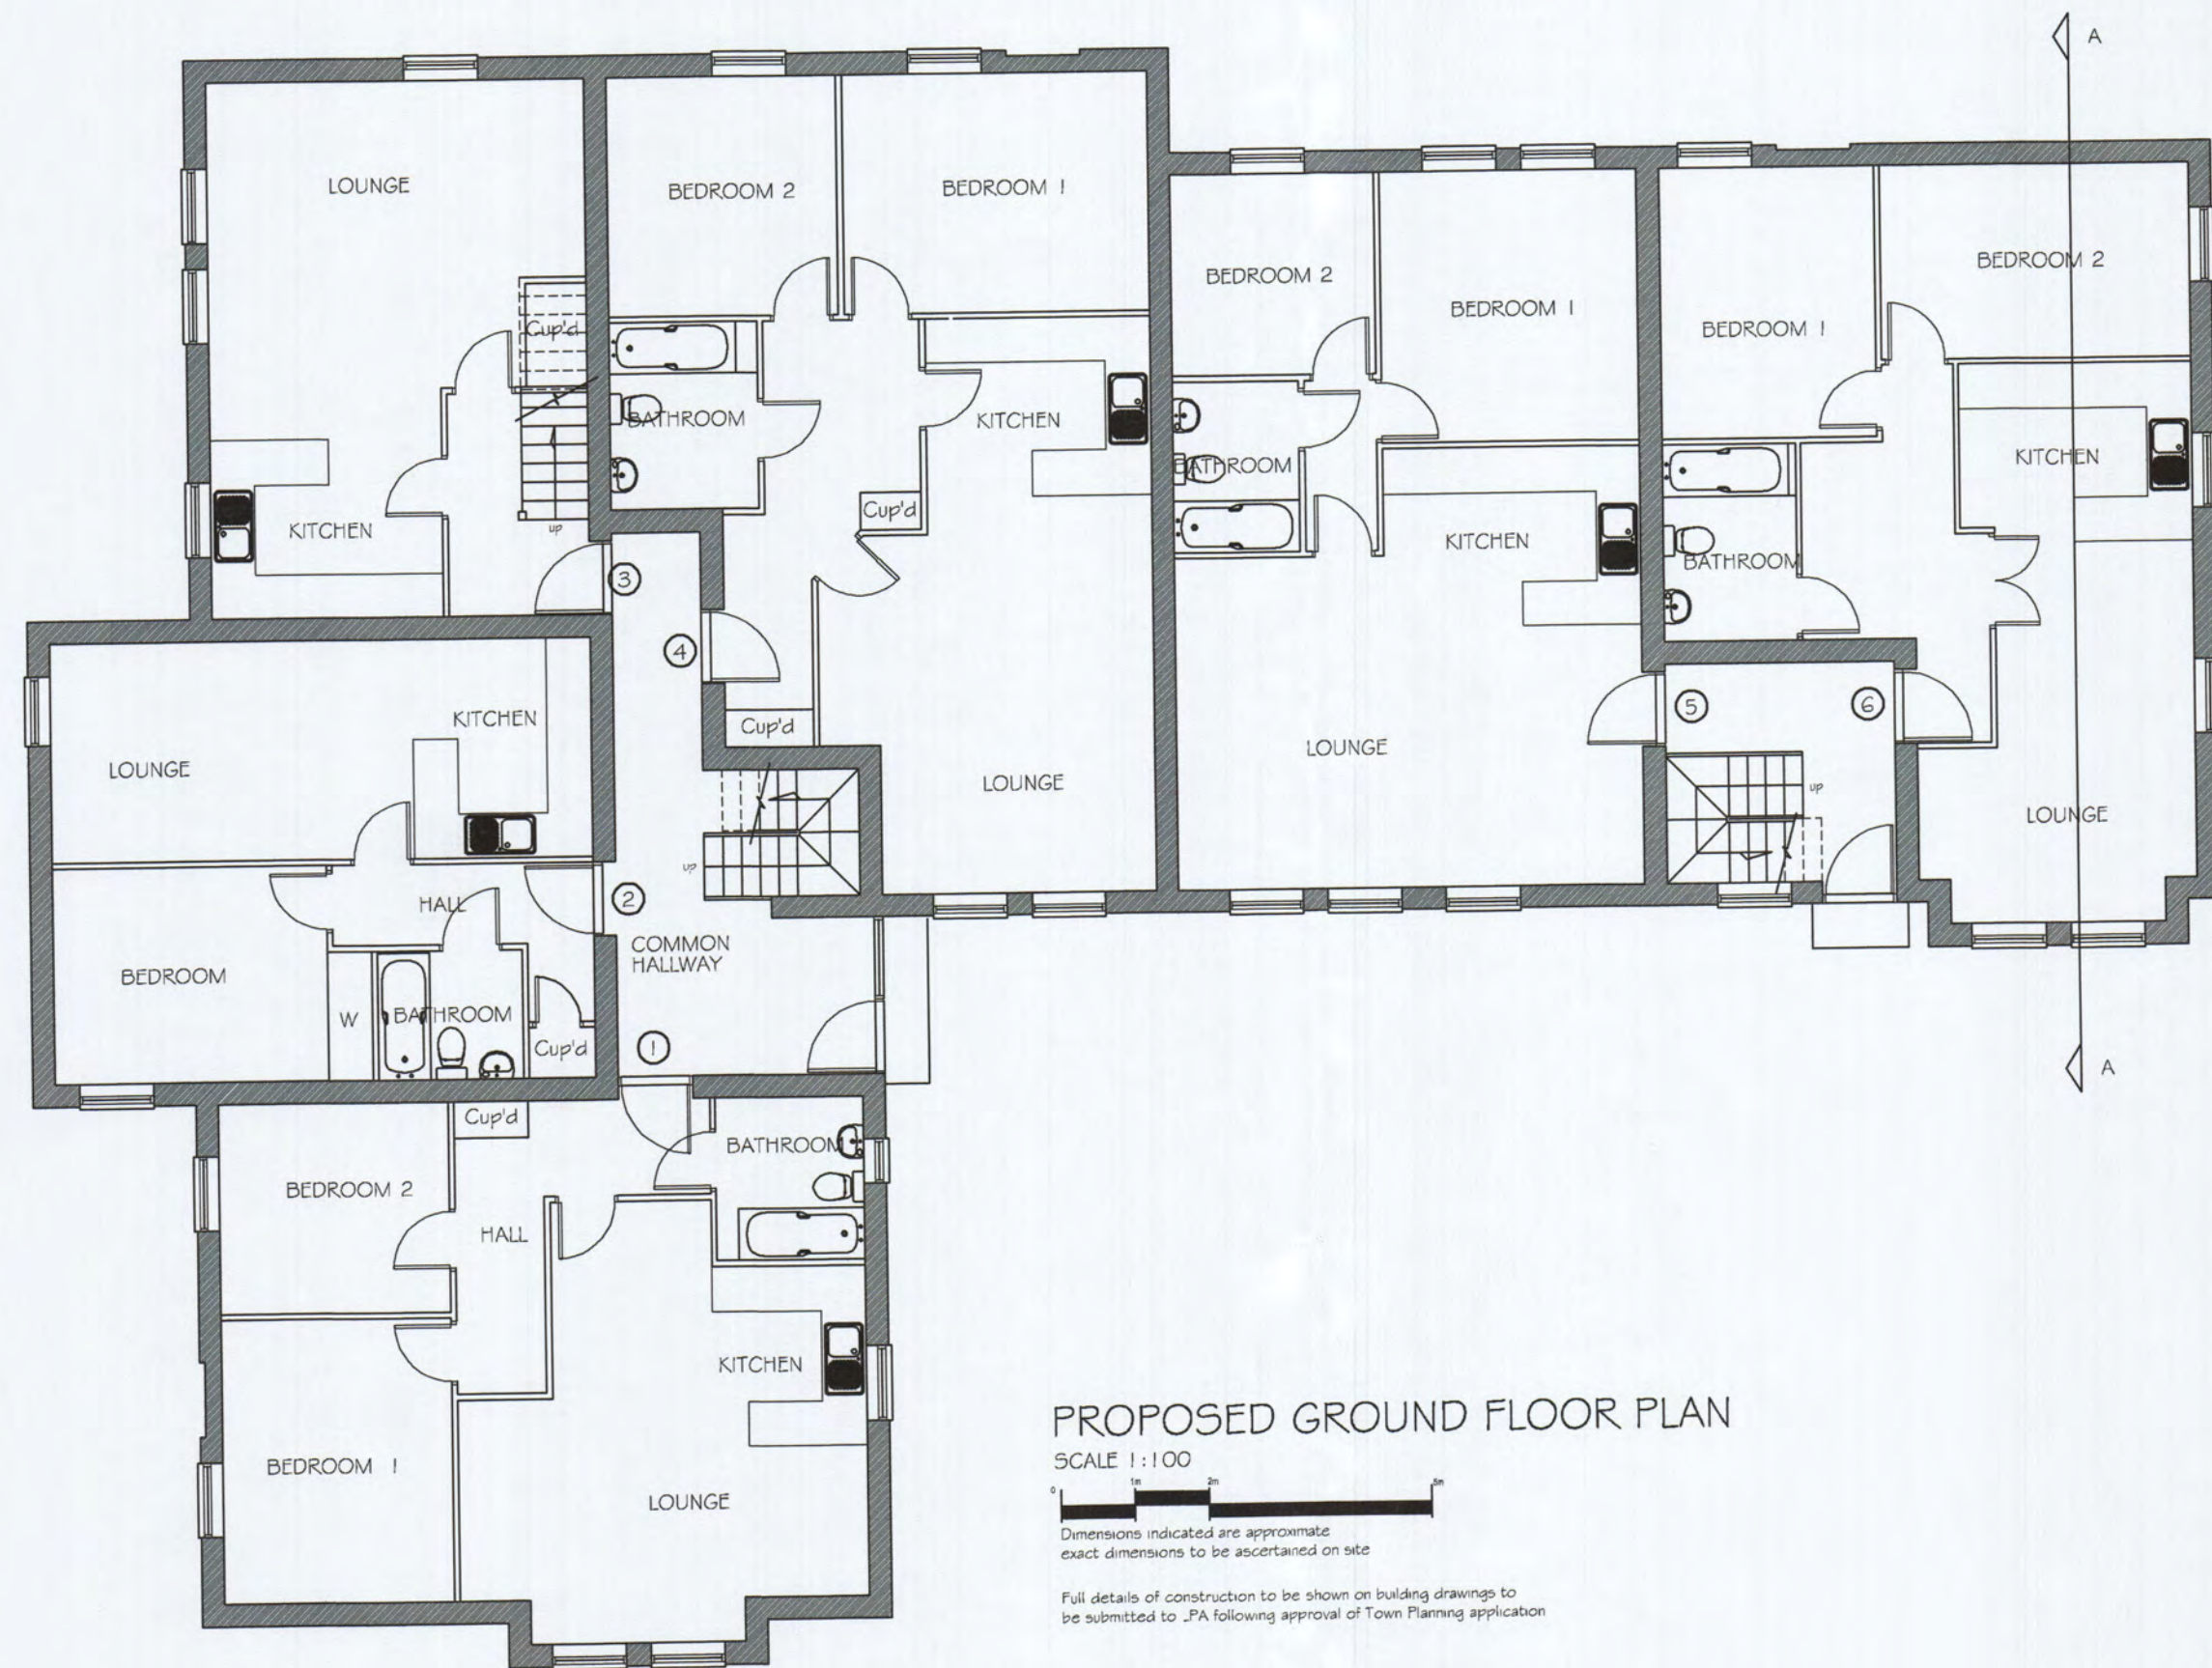 A
LOUNGE
BEDROOM 2
BEDROOM 1
BEDROOM 2
BEDROOM 1
BEDROOM 1
BEDROOM 2
Cup'd
BATHROOM
KITCHEN
Cup'd
KITCHEN
up
BATHROOM
KITCHEN
KITCHEN
BATHROOM
3
4
5
6
KITCHEN
LOUNGE
Cup'd
LOUNGE
LOUNGE
up
LOUNGE
up
HALL
2
COMMON
HALLWAY
BEDROOM
W
BATHROOM
Cup'd
1
A
Cup'd
BATHROOM
BEDROOM 2
HALL
KITCHEN
BEDROOM 1
LOUNGE
PROPOSED GROUND FLOOR PLAN
SCALE 1:100
0 1m 2m 5m
Dimensions indicated are approximate
exact dimensions to be ascertained on site
Full details of construction to be shown on building drawings to
be submitted to _PA following approval of Town Planning application